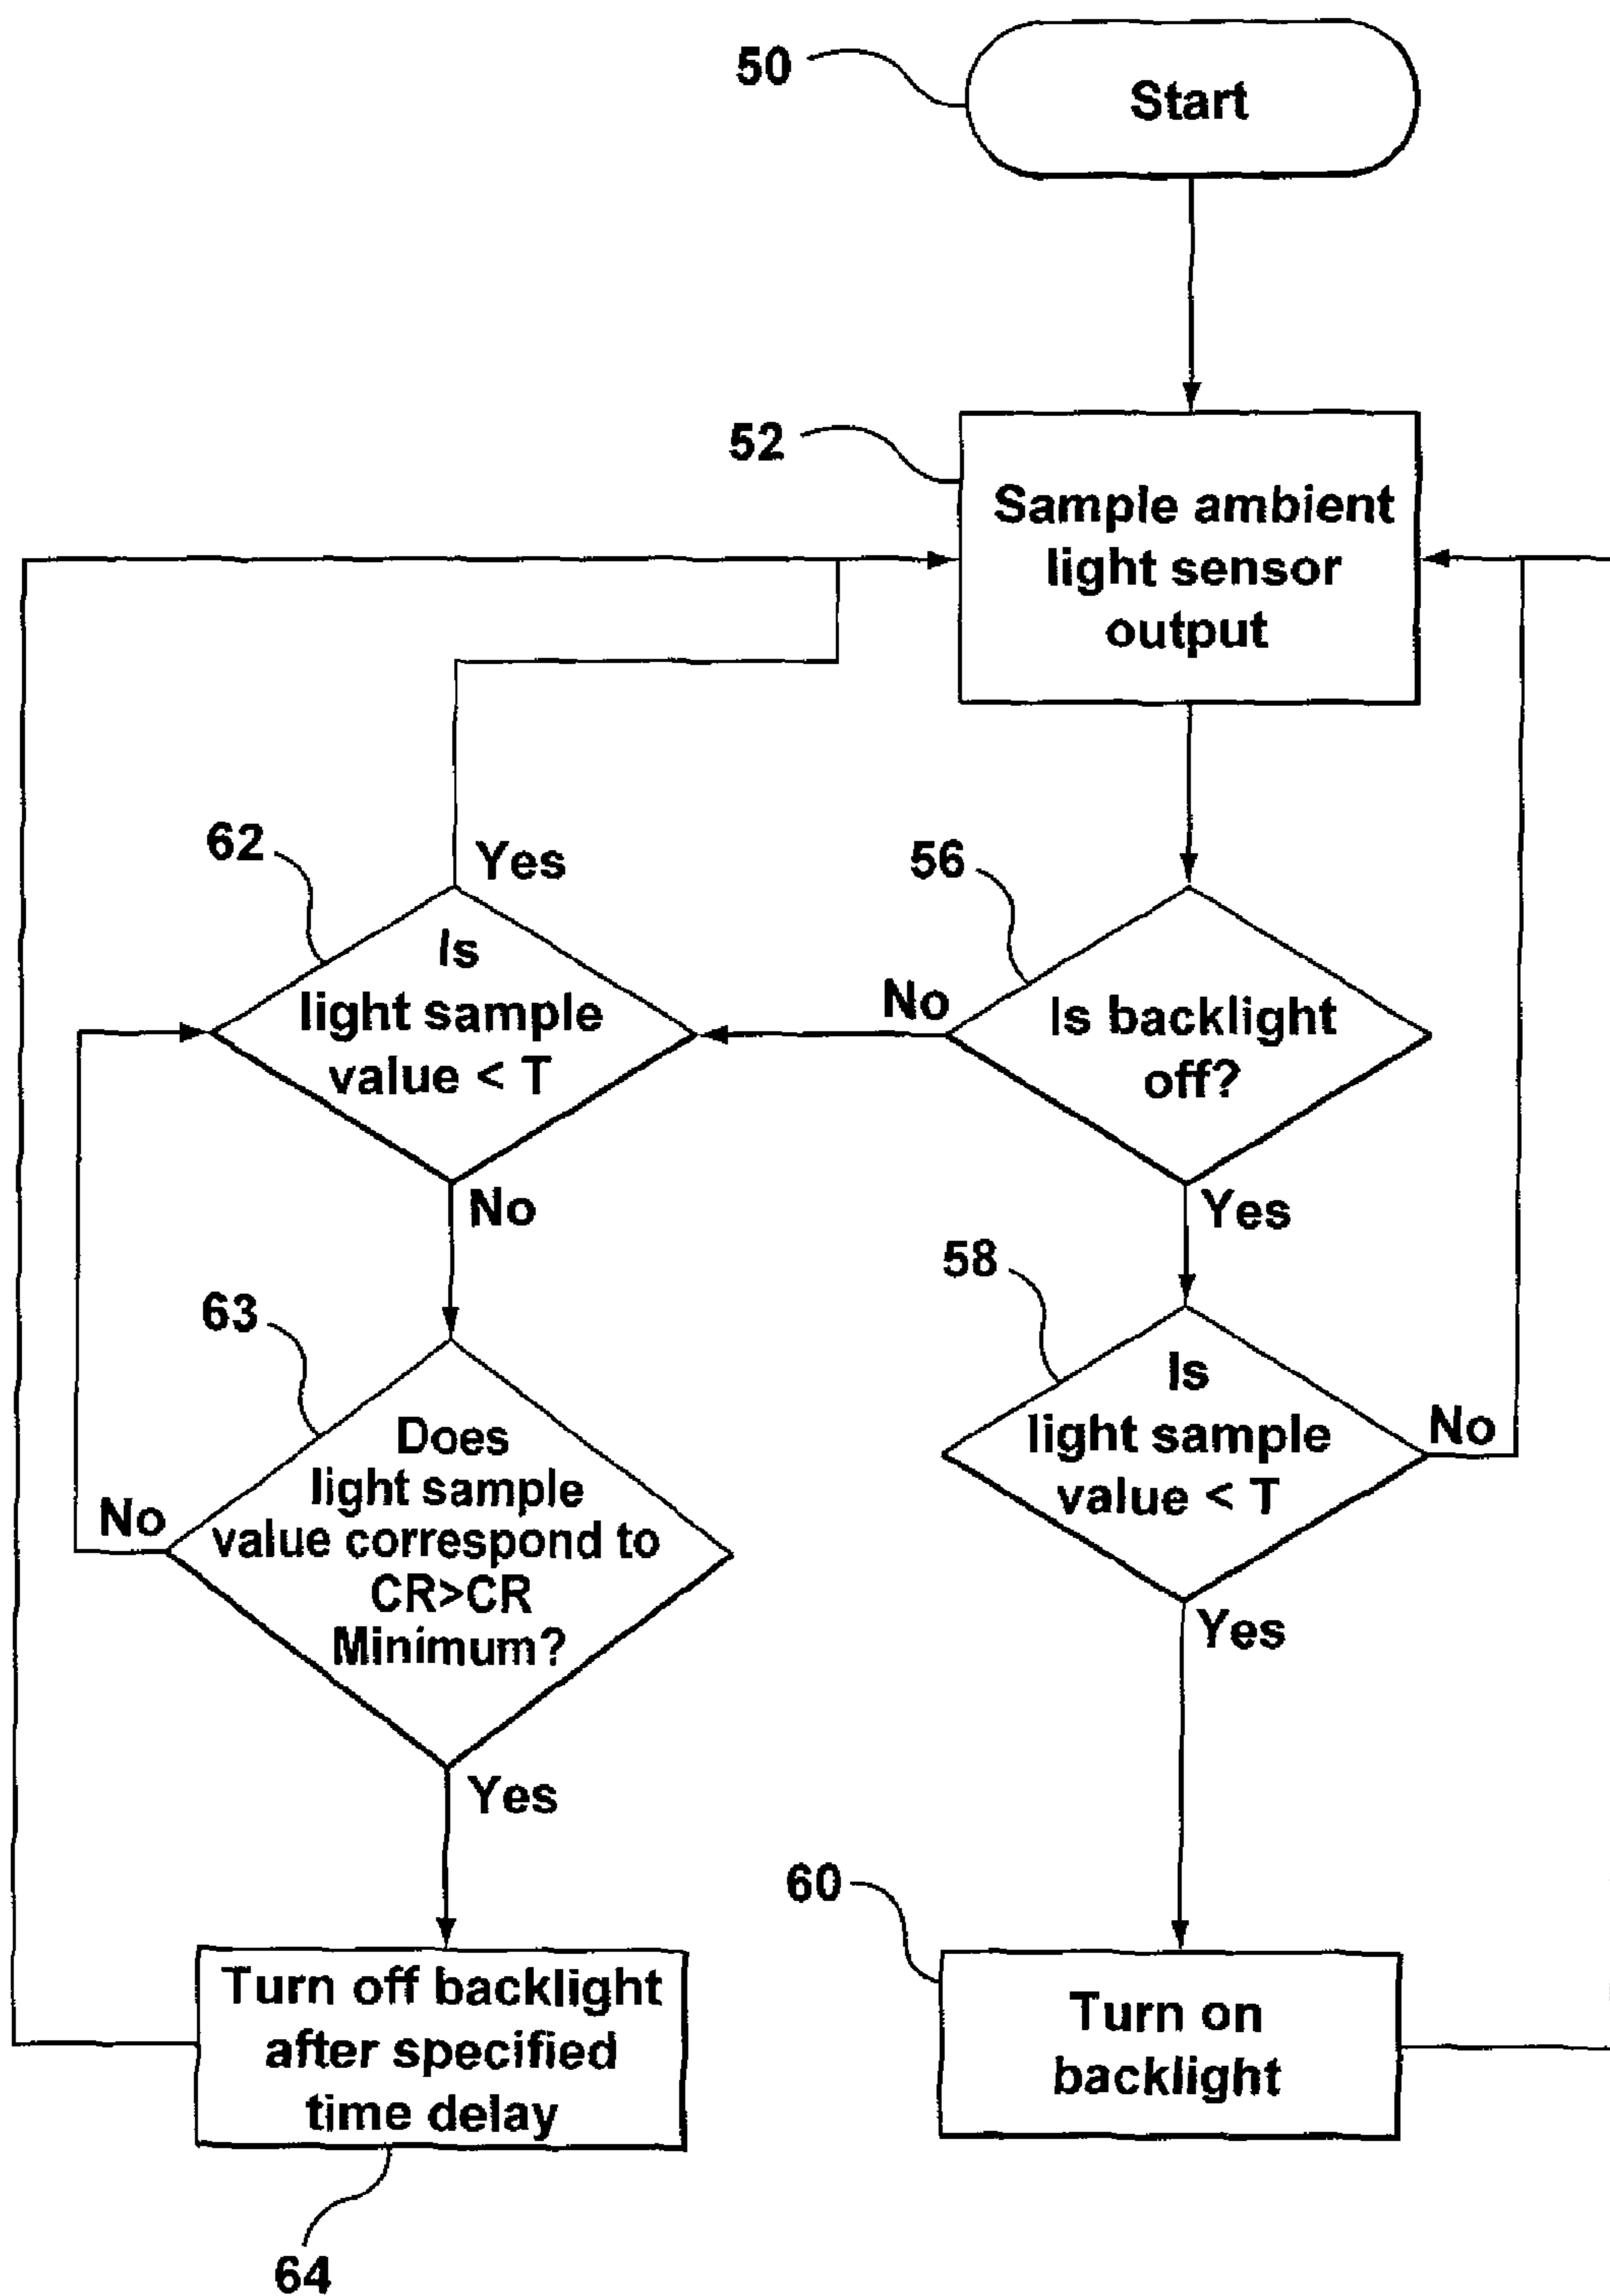 50
Start
52
Sample ambient
light sensor
output
62
Yes
56
Is
light sample
value < T
No
Is backlight
off?
No
Yes
58
63
Is
light sample
value < T
No
Does
light sample
value correspond to
CR>CR
Minimum?
No
Yes
Yes
60
Turn off backlight
after specified
time delay
Turn on
backlight
64